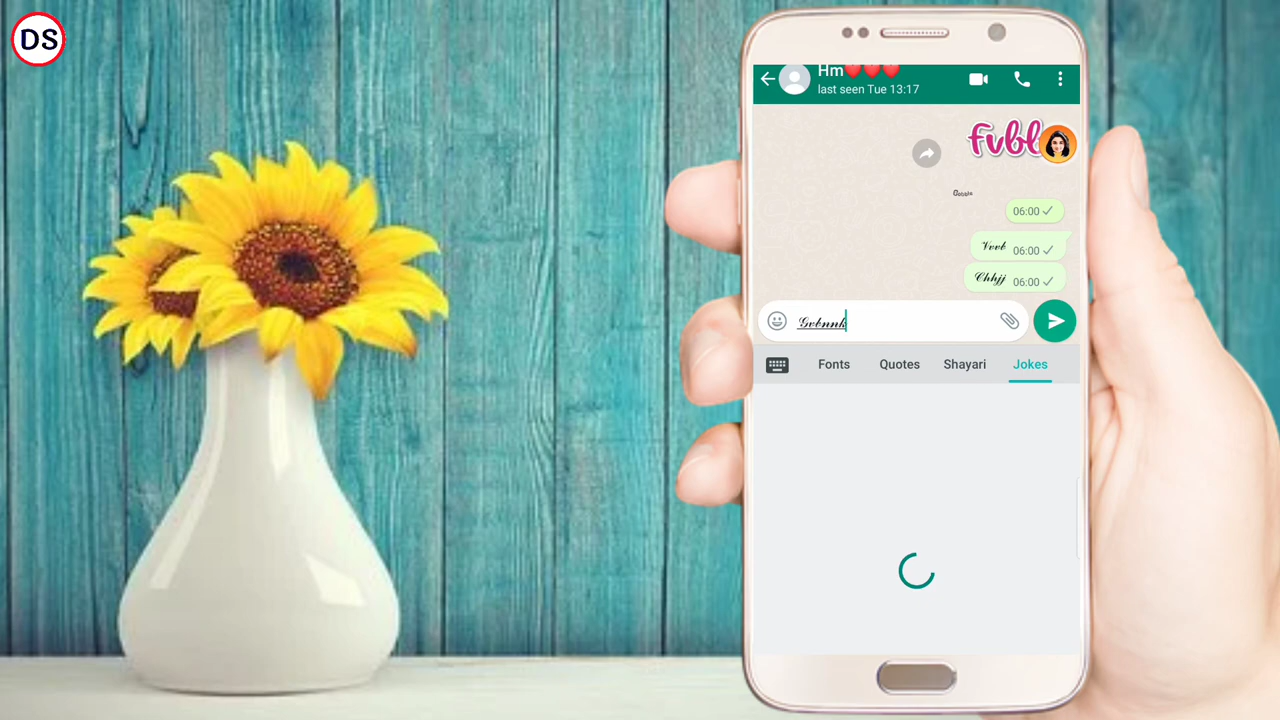 DS
Hm❤️❤️❤️
last seen Tue 13:17
Fvbb
06:00
Vvvb 06:00
Chhjj 06:00
Gvbnnk
Fonts Quotes Shayari Jokes